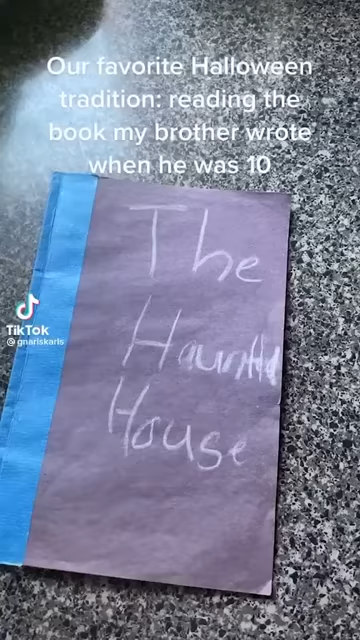 Our favorite Halloween
tradition: reading the
book my brother wrote
when he was 10
The
Haunted
House
TikTok
@gnarlskarls